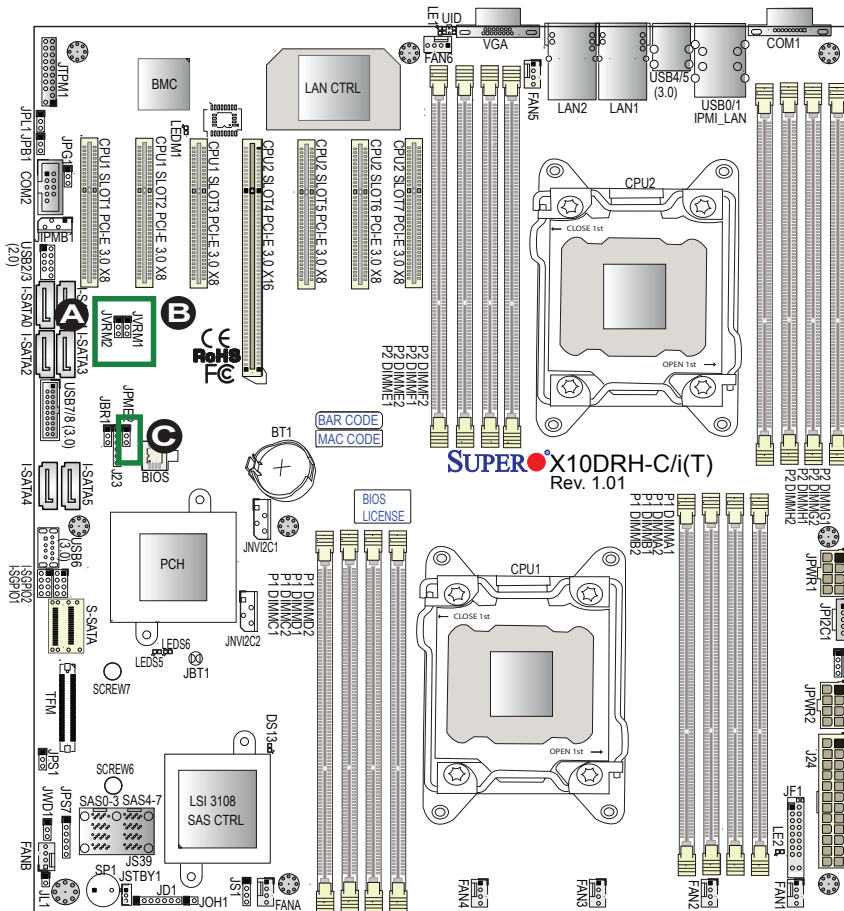 LE1
UID
VGA
COM1
FAN6
JTPM1
BMC
LAN CTRL
FAN5
LAN2
LAN1
USB4/5
(3.0)
USB0/1
IPMI_LAN
JPL1
JPB1
LEDM1
JPG1
COM2
CPU1 SLOT1 PCI-E 3.0 X8
CPU1 SLOT2 PCI-E 3.0 X8
CPU1 SLOT3 PCI-E 3.0 X8
CPU2 SLOT4 PCI-E 3.0 X16
CPU2 SLOT5 PCI-E 3.0 X8
CPU2 SLOT6 PCI-E 3.0 X8
CPU2 SLOT7 PCI-E 3.0 X8
CPU2
CLOSE 1st
OPEN 1st
JIPMB1
USB2/3
(2.0)
I-SATA0
A
B
JVRM2
JVRM1
I-SATA2
I-SATA3
CE
RoHS
FC
P2 DIMME1
P2 DIMME2
P2 DIMMF1
P2 DIMMF2
USB7/8 (3.0)
JBR1
JPME2
C
J23
BIOS
BAR CODE
MAC CODE
BT1
SUPER X10DRH-C/i(T)
Rev. 1.01
P2 DIMMH2
P2 DIMMH1
P2 DIMMG2
P2 DIMMG1
I-SATA4
I-SATA5
BIOS
LICENSE
JNVI2C1
USB6
(3.0)
PCH
P1 DIMMB2
P1 DIMMB1
P1 DIMMA2
P1 DIMMA1
CPU1
CLOSE 1st
OPEN 1st
JPWR1
JPI2C1
I-SGPIO1
I-SGPIO2
S-SATA
JNVI2C2
P1 DIMMC1
P1 DIMMC2
P1 DIMMD1
P1 DIMMD2
LEDS6
LEDS5
JBT1
SCREW7
TFM
JPWR2
DS13
JPS1
J24
SCREW6
JWD1
JPS7
SAS0-3
SAS4-7
LSI 3108
SAS CTRL
JF1
LE2
FANB
JS39
SP1
JSTBY1
JL1
JD1
JOH1
JS1
FANA
FAN4
FAN3
FAN2
FAN1